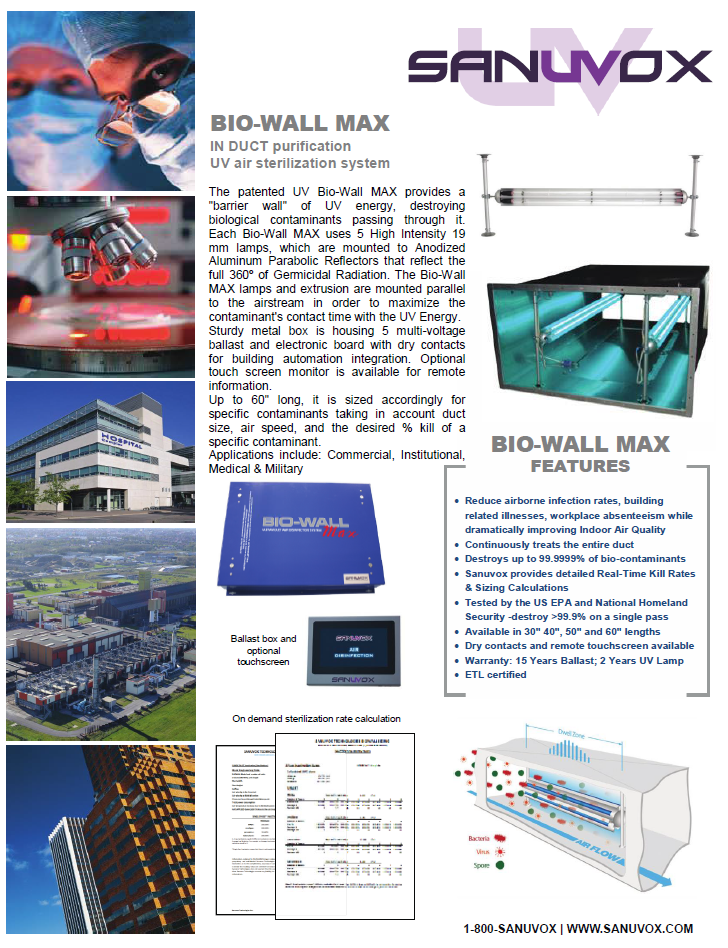 SANUVOX
BIO-WALL MAX
IN DUCT purification
UV air sterilization system
The patented UV Bio-Wall MAX provides a
"barrier wall" of UV energy, destroying
biological contaminants passing through it.
Each Bio-Wall MAX uses 5 High Intensity 19
mm lamps, which are mounted to Anodized
Aluminum Parabolic Reflectors that reflect the
full 360º of Germicidal Radiation. The Bio-Wall
MAX lamps and extrusion are mounted parallel
to the airstream in order to maximize the
contaminant's contact time with the UV Energy.
Sturdy metal box is housing 5 multi-voltage
ballast and electronic board with dry contacts
for building automation integration. Optional
touch screen monitor is available for remote
information.
Up to 60" long, it is sized accordingly for
specific contaminants taking in account duct
size, air speed, and the desired % kill of a
specific contaminant.
Applications include: Commercial, Institutional,
Medical & Military
HOSPITAL
BIO-WALL
Max
Ballast box and
optional
touchscreen
SANUVOX
AIR
DISINFECTION
SANUVOX
On demand sterilization rate calculation
BIO-WALL MAX
FEATURES
• Reduce airborne infection rates, building
related illnesses, workplace absenteeism while
dramatically improving Indoor Air Quality
• Continuously treats the entire duct
• Destroys up to 99.9999% of bio-contaminants
• Sanuvox provides detailed Real-Time Kill Rates
& Sizing Calculations
• Tested by the US EPA and National Homeland
Security -destroy >99.9% on a single pass
• Available in 30" 40", 50" and 60" lengths
• Dry contacts and remote touchscreen available
• Warranty: 15 Years Ballast; 2 Years UV Lamp
• ETL certified
Dwell Zone
Bacteria
Virus
Spore
AIR FLOW
1-800-SANUVOX | WWW.SANUVOX.COM